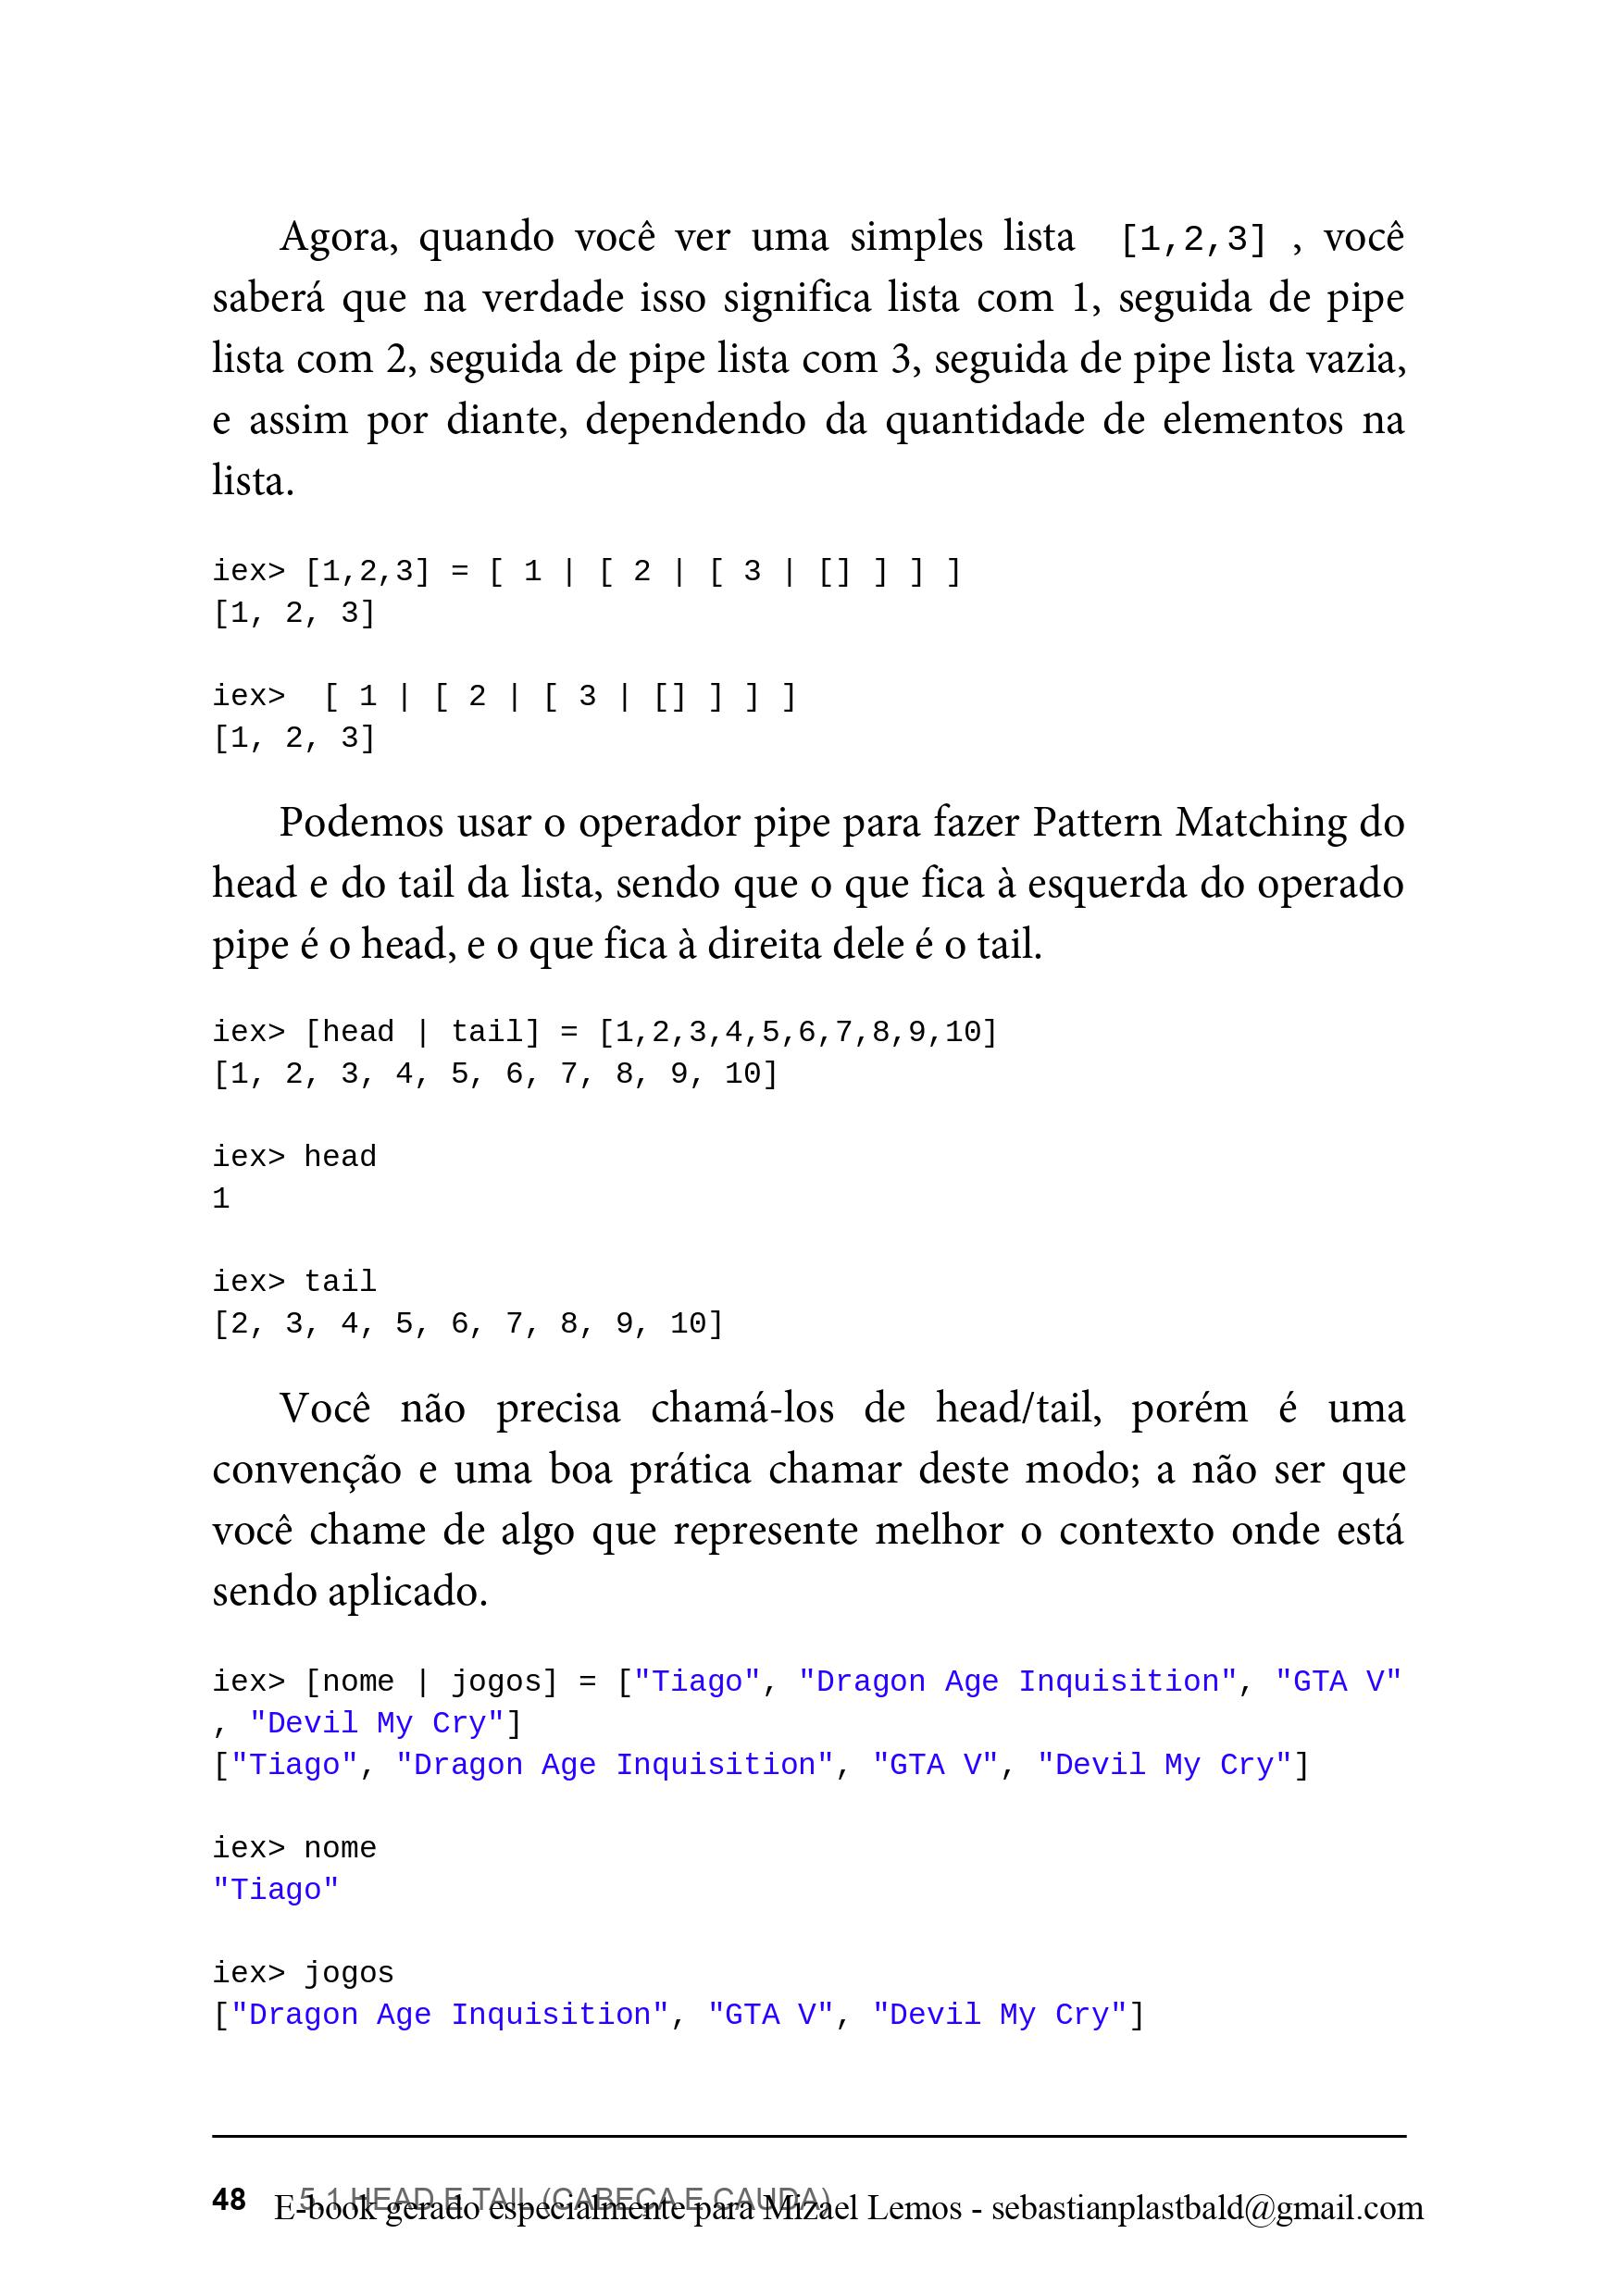 Agora, quando você ver uma simples lista [1,2,3] , você
saberá que na verdade isso significa lista com 1, seguida de pipe
lista com 2, seguida de pipe lista com 3, seguida de pipe lista vazia,
e assim por diante, dependendo da quantidade de elementos na
lista.
iex> [1,2,3] = [ 1 | [ 2 | [ 3 | [] ] ] ]
[1, 2, 3]
iex>  [ 1 | [ 2 | [ 3 | [] ] ] ]
[1, 2, 3]
Podemos usar o operador pipe para fazer Pattern Matching do
head e do tail da lista, sendo que o que fica à esquerda do operado
pipe é o head, e o que fica à direita dele é o tail.
iex> [head | tail] = [1,2,3,4,5,6,7,8,9,10]
[1, 2, 3, 4, 5, 6, 7, 8, 9, 10]
iex> head
1
iex> tail
[2, 3, 4, 5, 6, 7, 8, 9, 10]
Você não precisa chamá-los de head/tail, porém é uma
convenção e uma boa prática chamar deste modo; a não ser que
você chame de algo que represente melhor o contexto onde está
sendo aplicado.
iex> [nome | jogos] = ["Tiago", "Dragon Age Inquisition", "GTA V"
, "Devil My Cry"]
["Tiago", "Dragon Age Inquisition", "GTA V", "Devil My Cry"]
iex> nome
"Tiago"
iex> jogos
["Dragon Age Inquisition", "GTA V", "Devil My Cry"]
48 5.1 HEAD E TAIL (CABEÇA E CAUDA)
E-book gerado especialmente para Mizael Lemos - sebastianplastbald@gmail.com